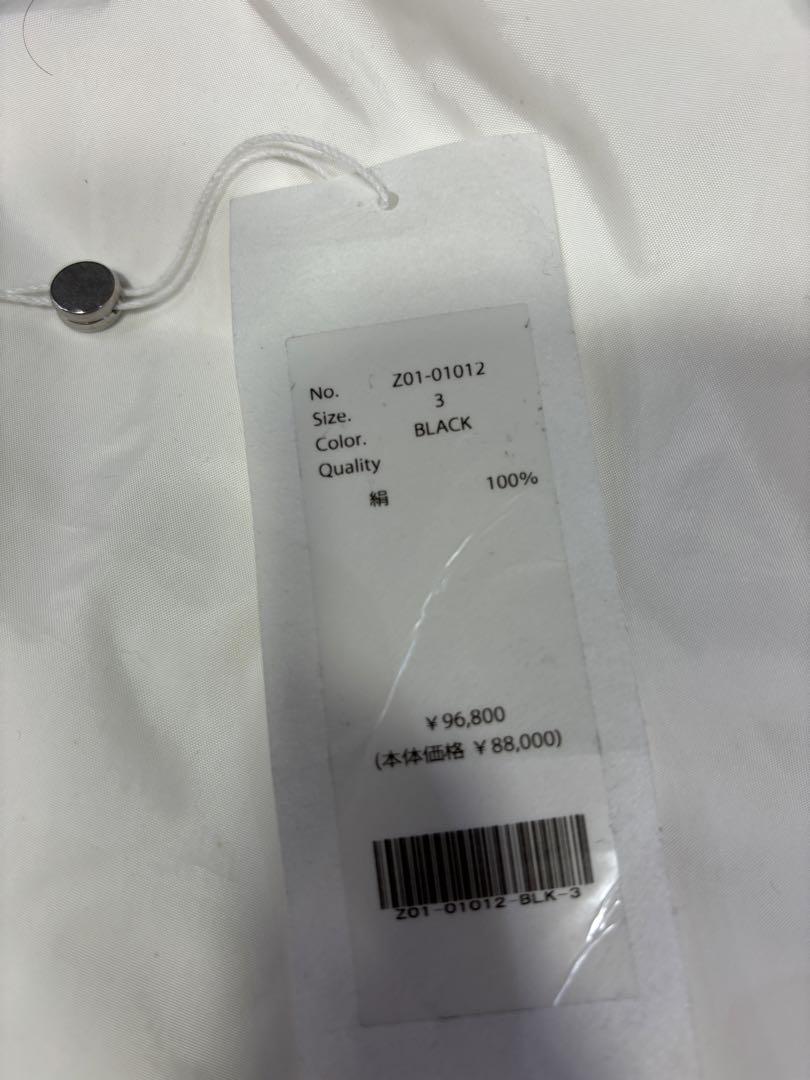 No. Z01-01012
Size. 3
Color. BLACK
Quality
絹 100%
¥96,800
(本体価格 ¥88,000)
Z01-01012-BLK-3